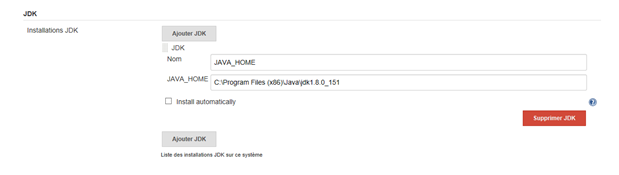 JDK
Installations JDK
Ajouter JDK
JDK
Nom
JAVA_HOME
JAVA_HOME
C:\Program Files (x86)\Java\jdk1.8.0_151
Install automatically
Supprimer JDK
Ajouter JDK
Liste des installations JDK sur ce système